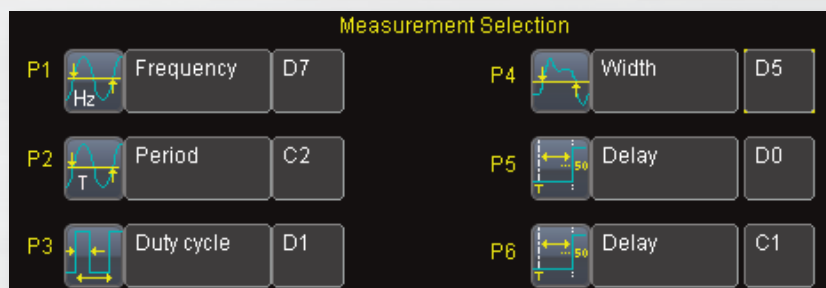 Measurement Selection
P1 Hz Frequency D7
P4 Width D5
P2 T Period C2
P5 T 50 Delay D0
P3 Duty cycle D1
P6 T 50 Delay C1